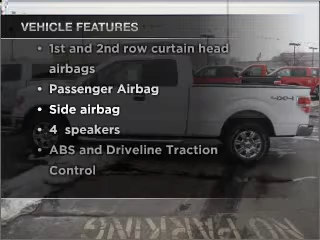 VEHICLE FEATURES
• 1st and 2nd row curtain head
airbags
• Passenger Airbag
• Side airbag
• 4 speakers
• ABS and Driveline Traction
Control
4x4
NO PARKING